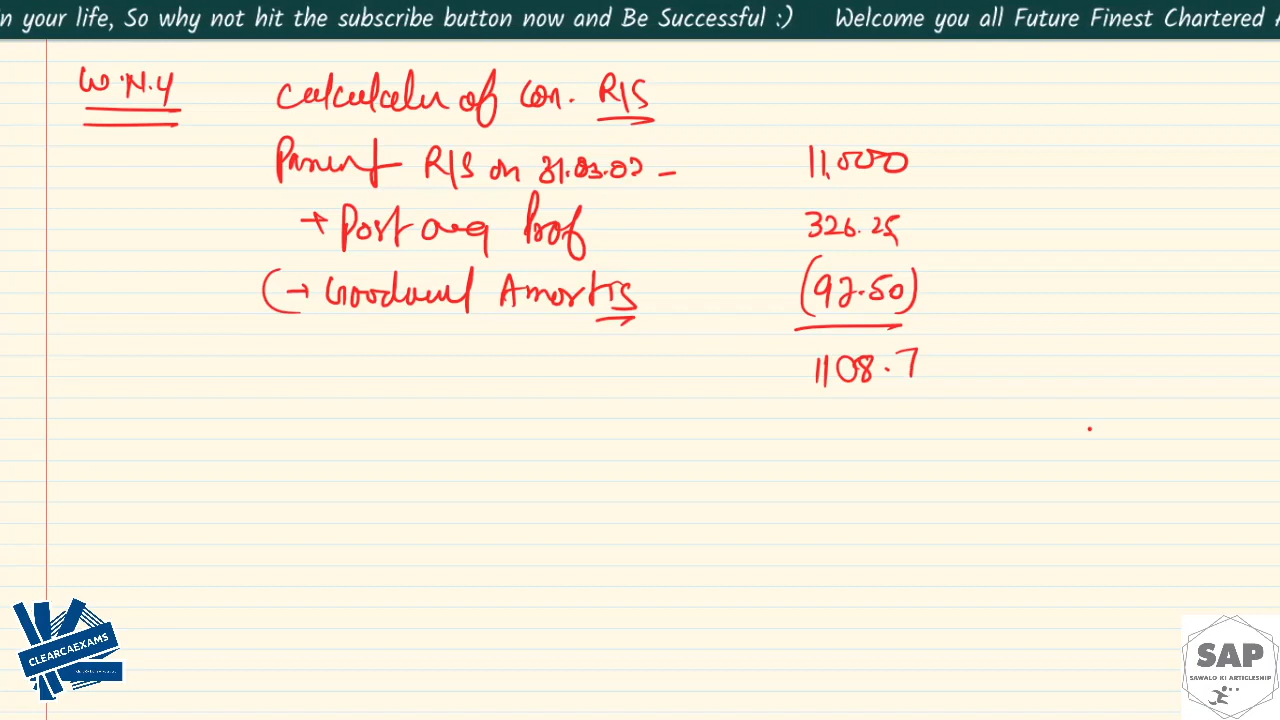 n your life, So why not hit the subscribe button now and Be Successful :) Welcome you all Future Finest Chartered A
W.N.4
Calculatn of Con. R/S
Parent R/S on 31.03.02 - 11,000
+ Post acq Prof 326.25
(→ Goodwill Amortis (92.50)
1108.7
CLEARCAEXAMS
SAP
SAWALO KI ARTICLESHIP